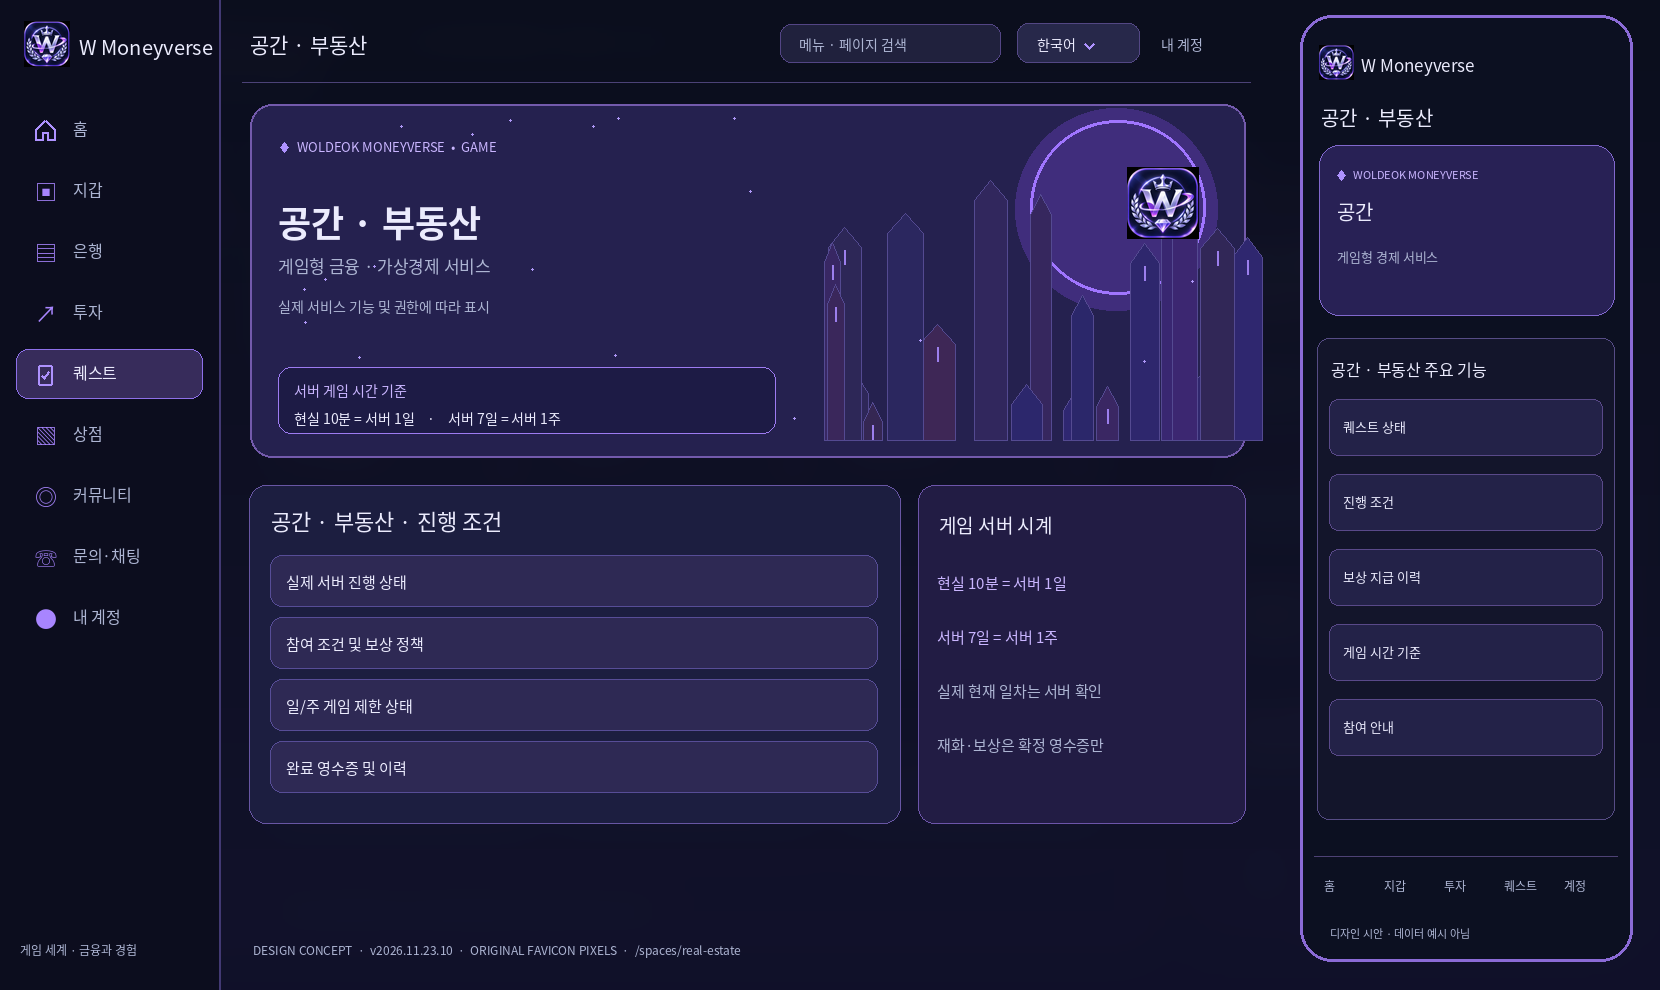 W Moneyverse
홈
지갑
은행
투자
퀘스트
상점
커뮤니티
문의·채팅
내 계정
게임 세계 · 금융과 경험
공간 · 부동산
메뉴 · 페이지 검색
한국어
내 계정
WOLDEOK MONEYVERSE • GAME
공간 · 부동산
게임형 금융 · 가상경제 서비스
실제 서비스 기능 및 권한에 따라 표시
서버 게임 시간 기준
현실 10분 = 서버 1일 · 서버 7일 = 서버 1주
W
공간 · 부동산 · 진행 조건
실제 서버 진행 상태
참여 조건 및 보상 정책
일/주 게임 제한 상태
완료 영수증 및 이력
게임 서버 시계
현실 10분 = 서버 1일
서버 7일 = 서버 1주
실제 현재 일차는 서버 확인
재화·보상은 확정 영수증만
DESIGN CONCEPT · v2026.11.23.10 · ORIGINAL FAVICON PIXELS · /spaces/real-estate
W Moneyverse
공간 · 부동산
WOLDEOK MONEYVERSE
공간
게임형 경제 서비스
공간 · 부동산 주요 기능
퀘스트 상태
진행 조건
보상 지급 이력
게임 시간 기준
참여 안내
홈 지갑 투자 퀘스트 계정
디자인 시안 · 데이터 예시 아님